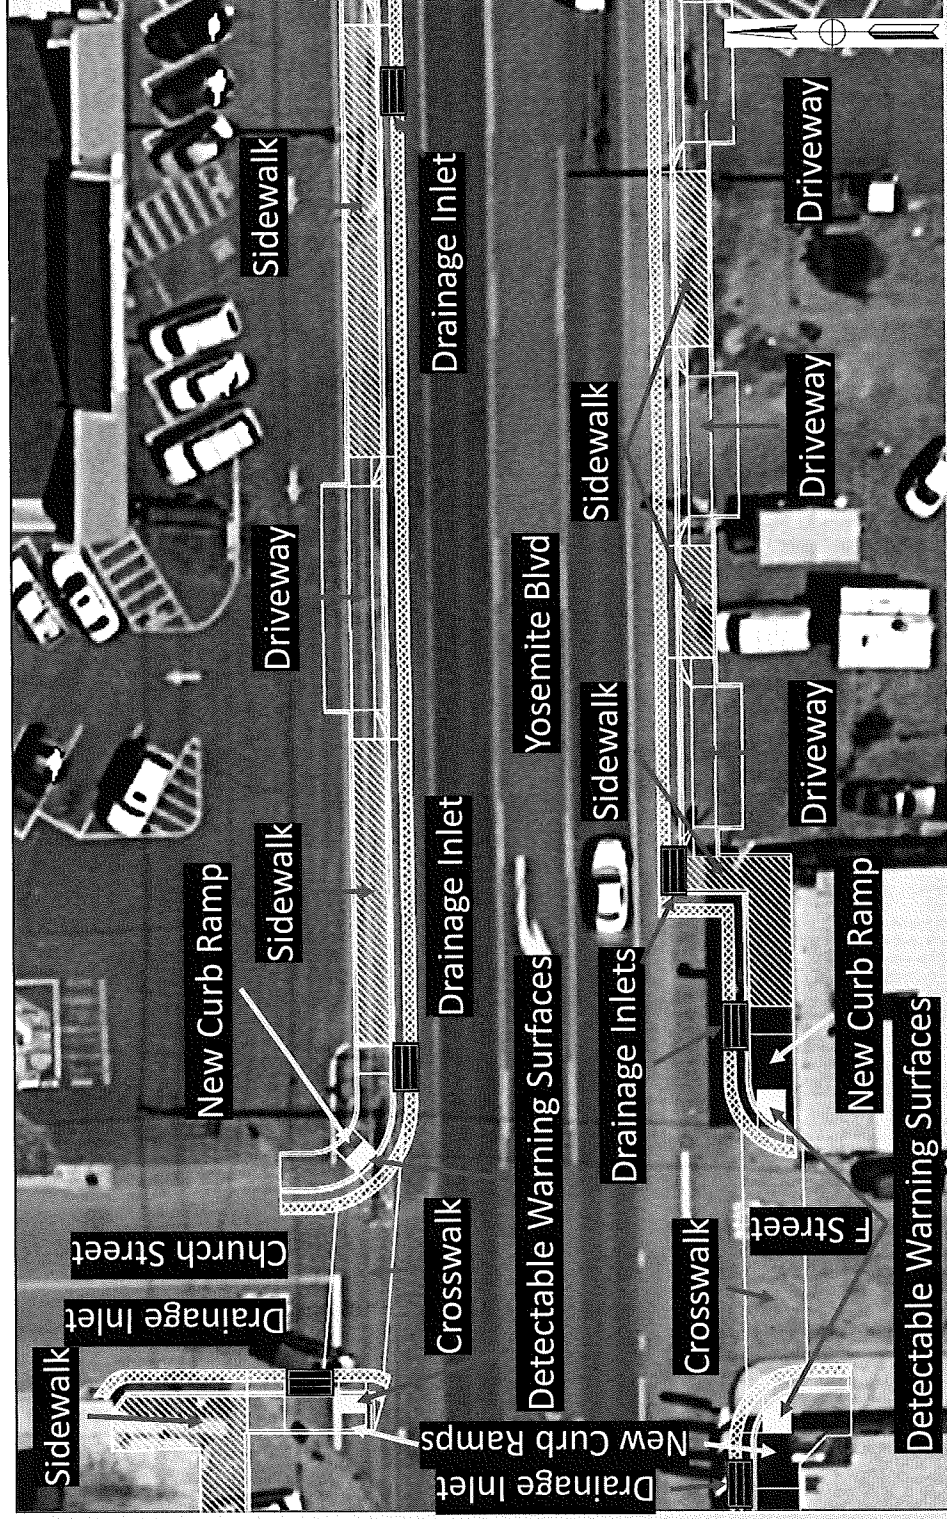 Sidewalk
Drainage Inlet
Church Street
New Curb Ramp
Sidewalk
Driveway
Sidewalk
Crosswalk
Drainage Inlet
Drainage Inlet
New Curb Ramps
Drainage Inlet
Detectable Warning Surfaces
Yosemite Blvd
Crosswalk
Drainage Inlets
Sidewalk
Sidewalk
F Street
New Curb Ramp
Driveway
Driveway
Driveway
Detectable Warning Surfaces